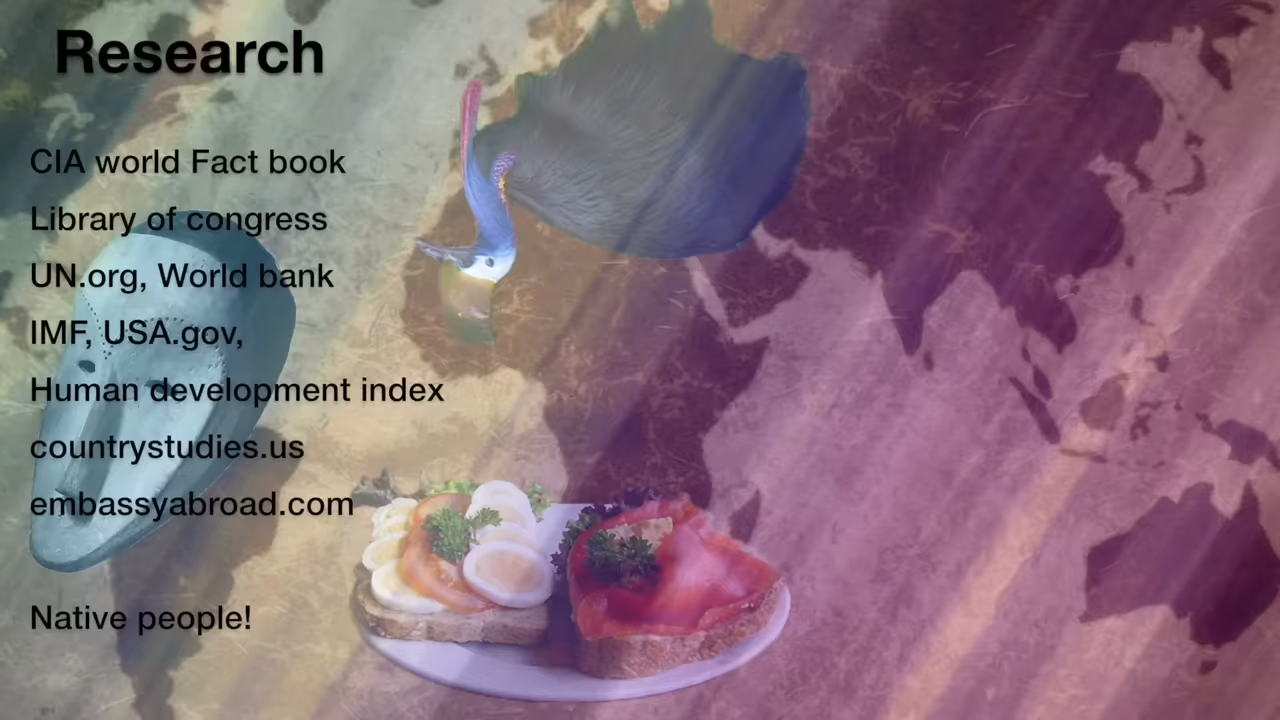 Research
CIA world Fact book
Library of congress
UN.org, World bank
IMF, USA.gov,
Human development index
countrystudies.us
embassyabroad.com
Native people!